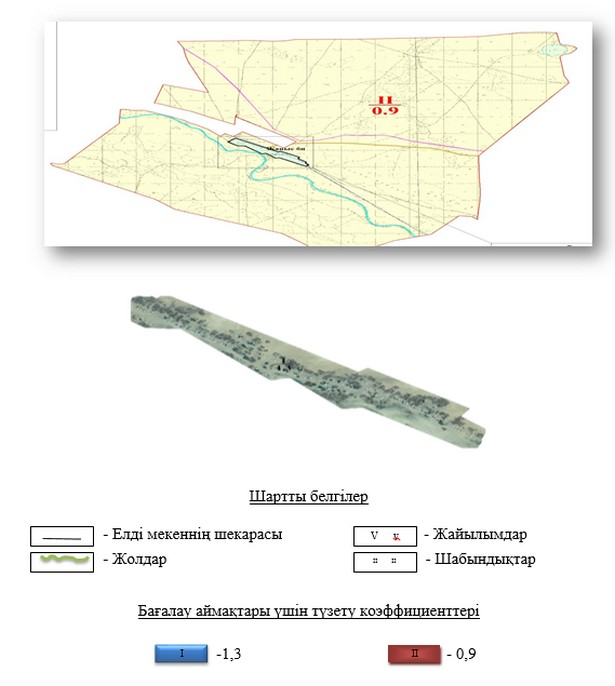 II
0.9
Шартты белгілер
- Елді мекеннің шекарасы
V v - Жайылымдар
- Жолдар
" " - Шабындықтар
Бағалау аймақтары үшін түзету коэффициенттері
I -1,3
II - 0,9